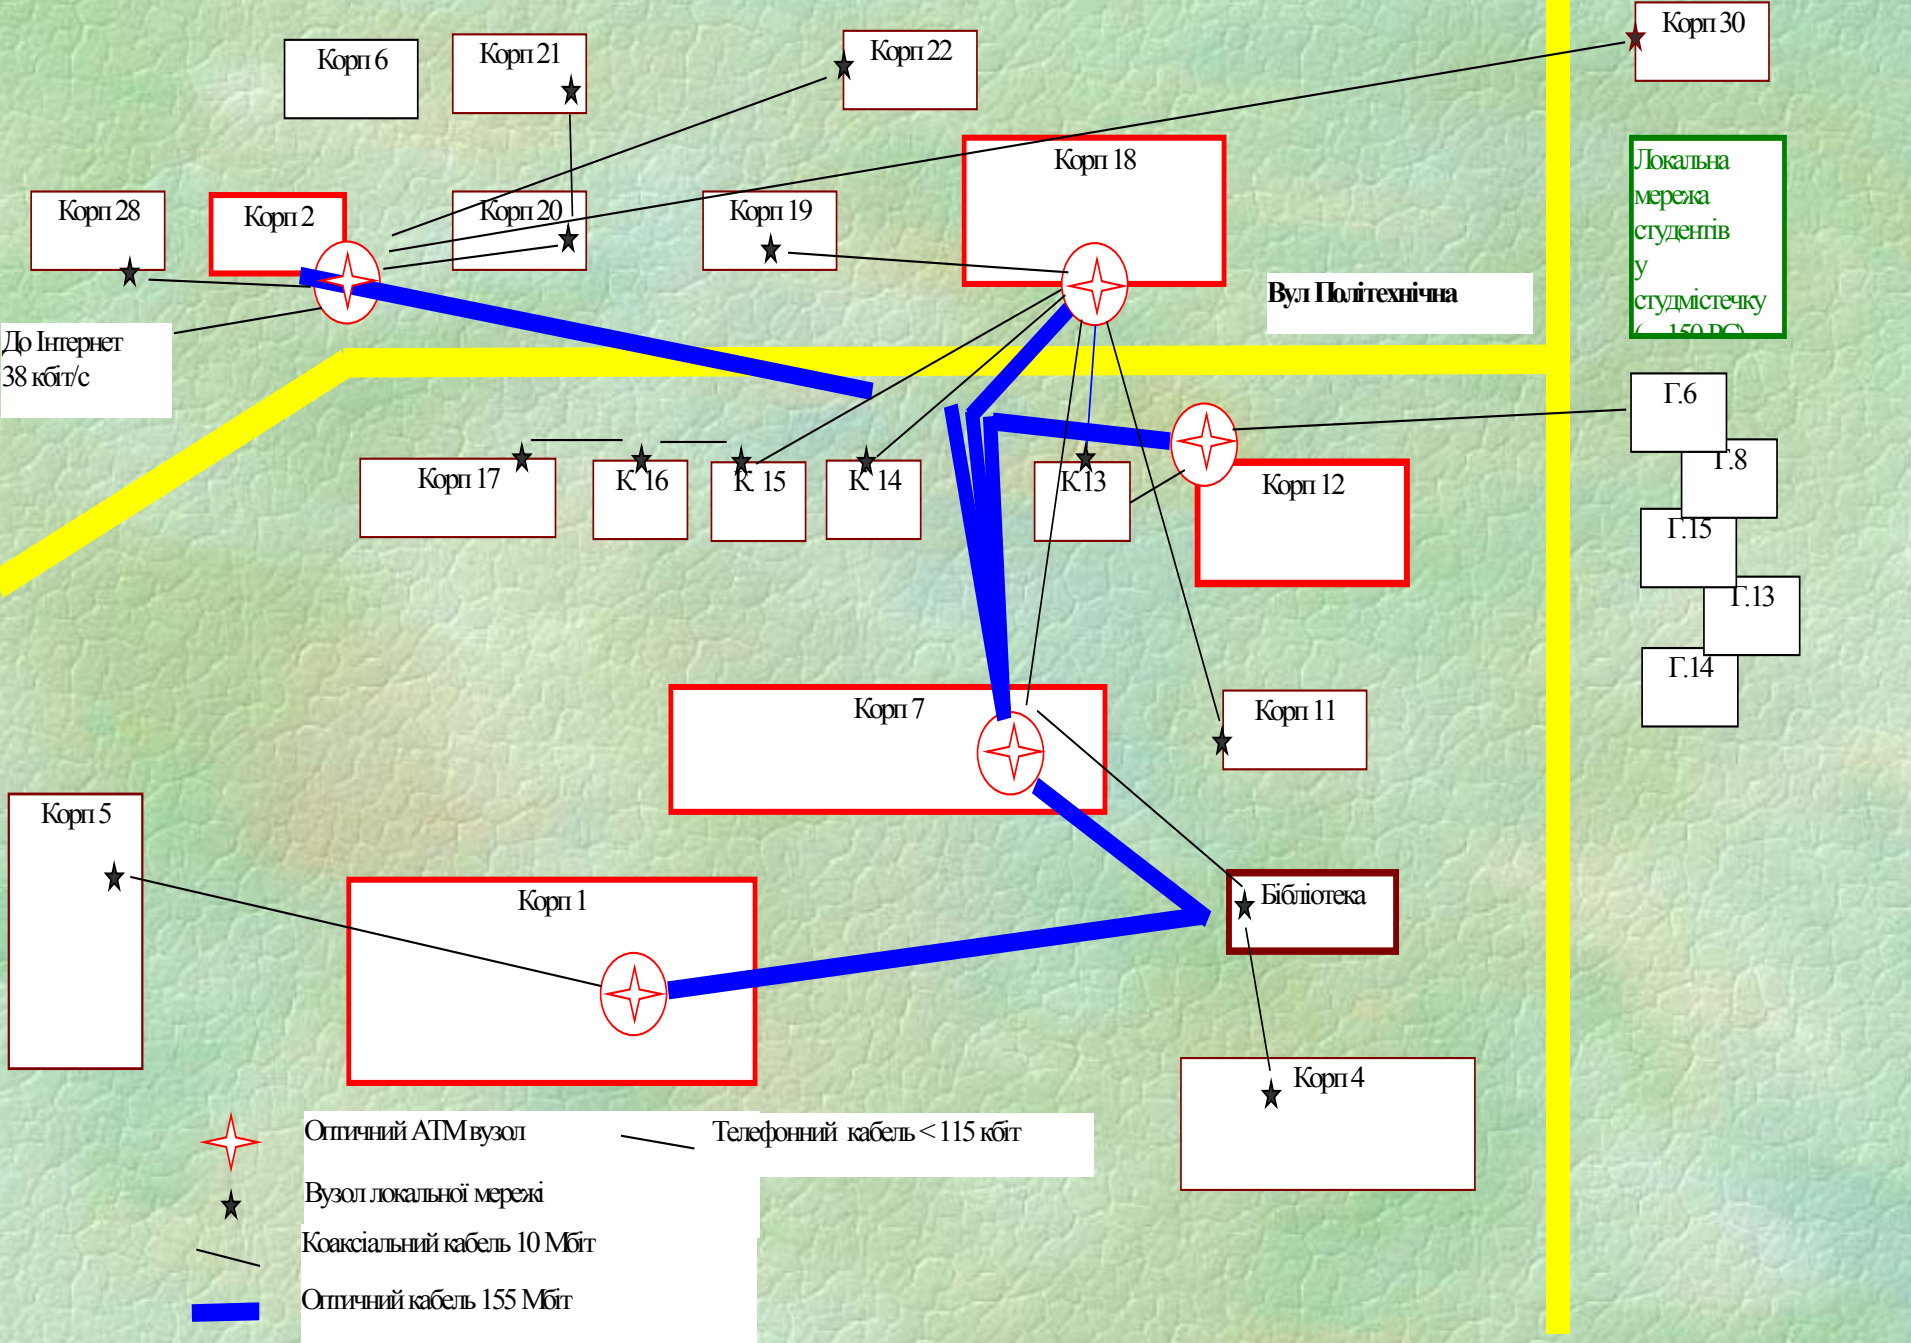 Корп 30
Корп 6
Корп 21
Корп 22
Корп 18
Локальна
мережа
студентів
у
студмістечку
Корп 28
Корп 2
Корп 20
Корп 19
Вул Політехнічна
До Інтернет
38 кбіт/с
Г.6
Г.8
Г.15
Г.13
Г.14
Корп 17
К. 16
К. 15
К. 14
К.13
Корп 12
Корп 7
Корп 11
Корп 5
Корп 1
Бібліотека
Корп 4
Оптичний АТМ вузол
Телефонний кабель < 115 кбіт
Вузол локальної мережі
Коаксіальний кабель 10 Мбіт
Оптичний кабель 155 Мбіт